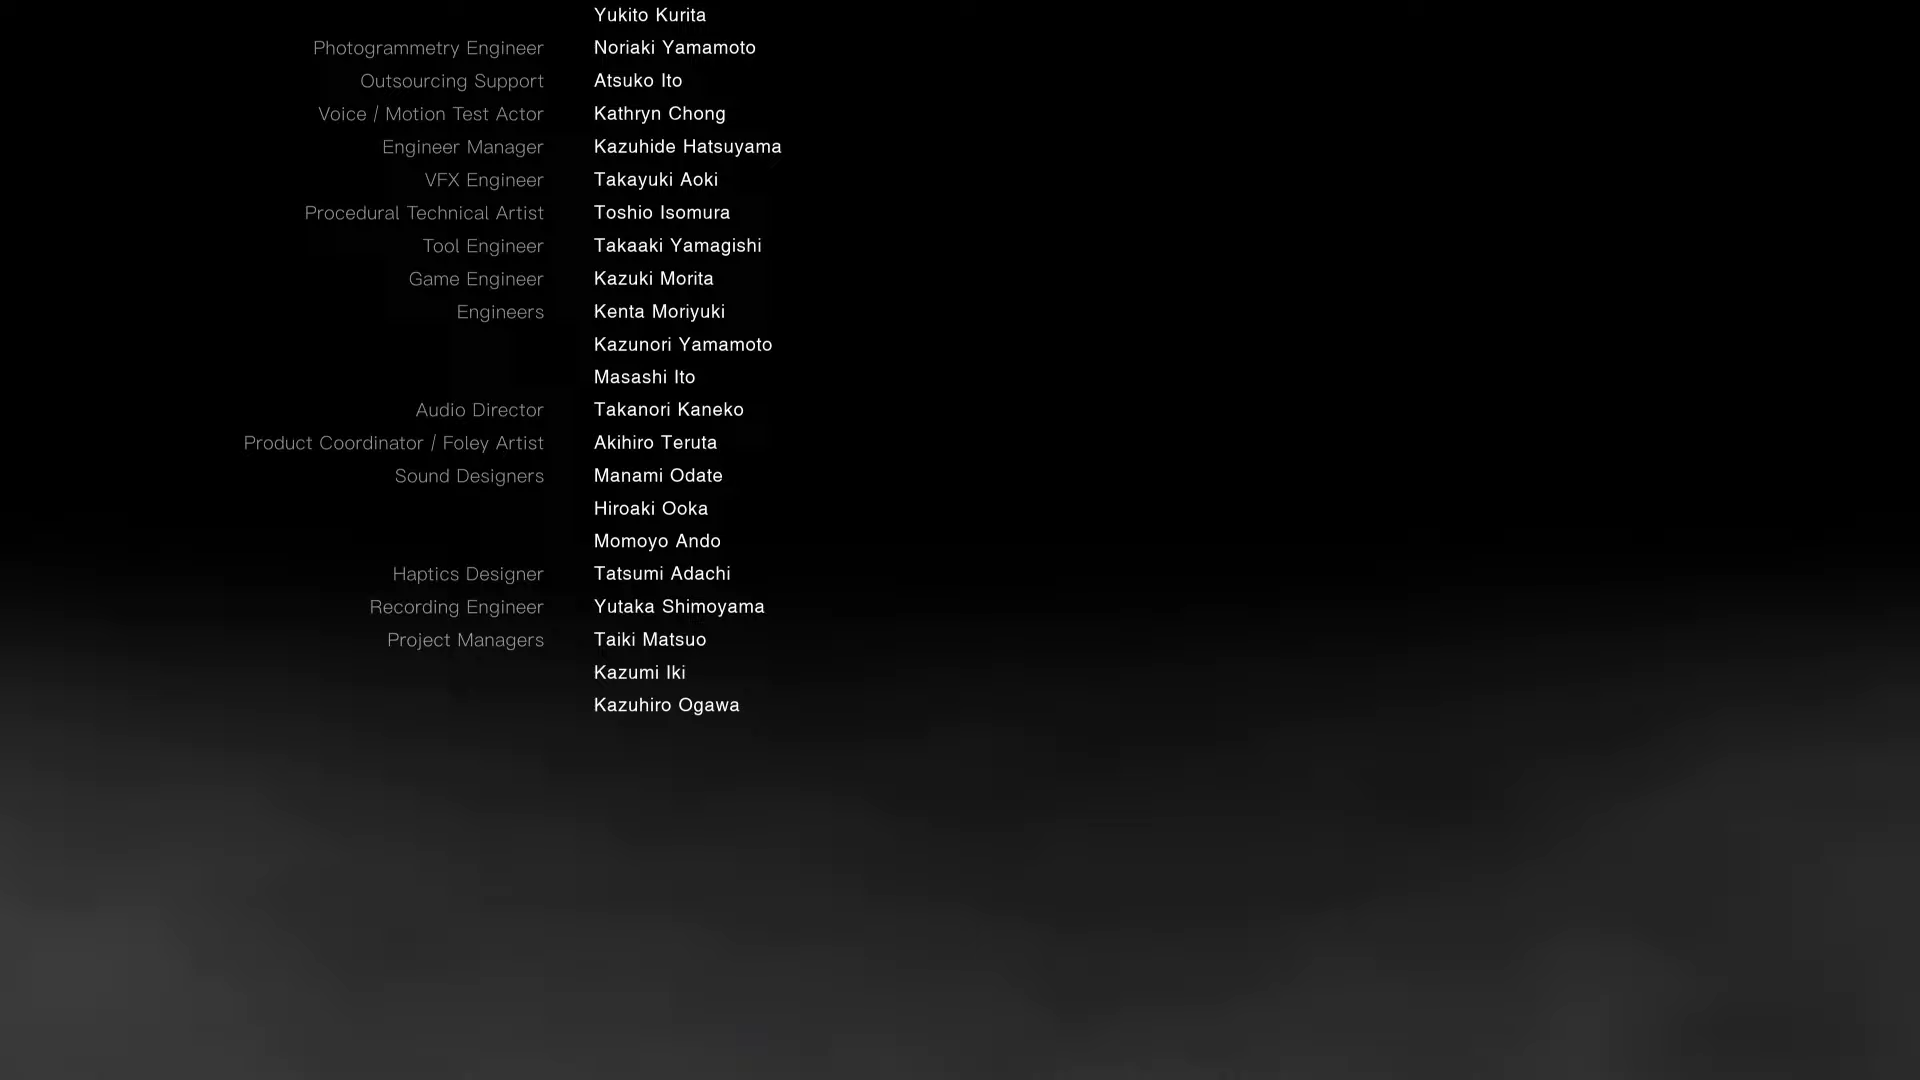 Yukito Kurita
Photogrammetry Engineer Noriaki Yamamoto
Outsourcing Support Atsuko Ito
Voice / Motion Test Actor Kathryn Chong
Engineer Manager Kazuhide Hatsuyama
VFX Engineer Takayuki Aoki
Procedural Technical Artist Toshio Isomura
Tool Engineer Takaaki Yamagishi
Game Engineer Kazuki Morita
Engineers Kenta Moriyuki
Kazunori Yamamoto
Masashi Ito
Audio Director Takanori Kaneko
Product Coordinator / Foley Artist Akihiro Teruta
Sound Designers Manami Odate
Hiroaki Ooka
Momoyo Ando
Haptics Designer Tatsumi Adachi
Recording Engineer Yutaka Shimoyama
Project Managers Taiki Matsuo
Kazumi Iki
Kazuhiro Ogawa